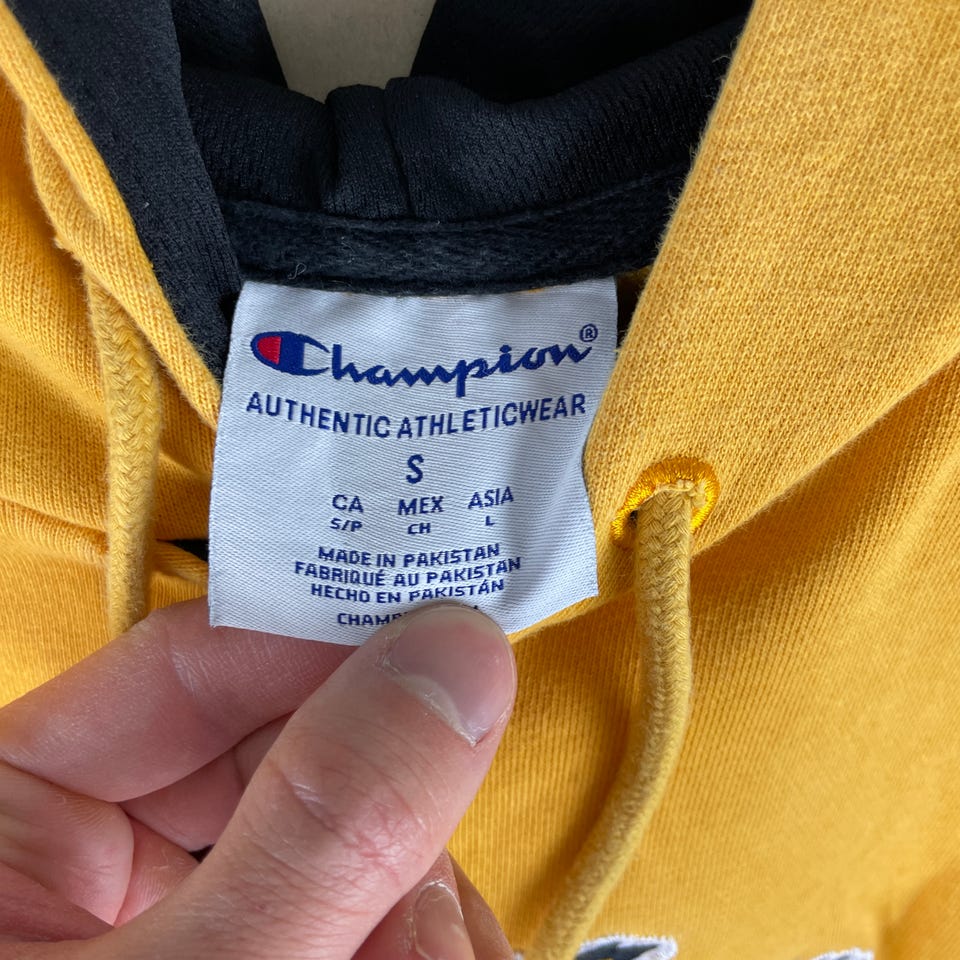 Champion®
AUTHENTIC ATHLETICWEAR
S
CA MEX ASIA
S/P CH L
MADE IN PAKISTAN
FABRIQUÉ AU PAKISTAN
HECHO EN PAKISTÁN